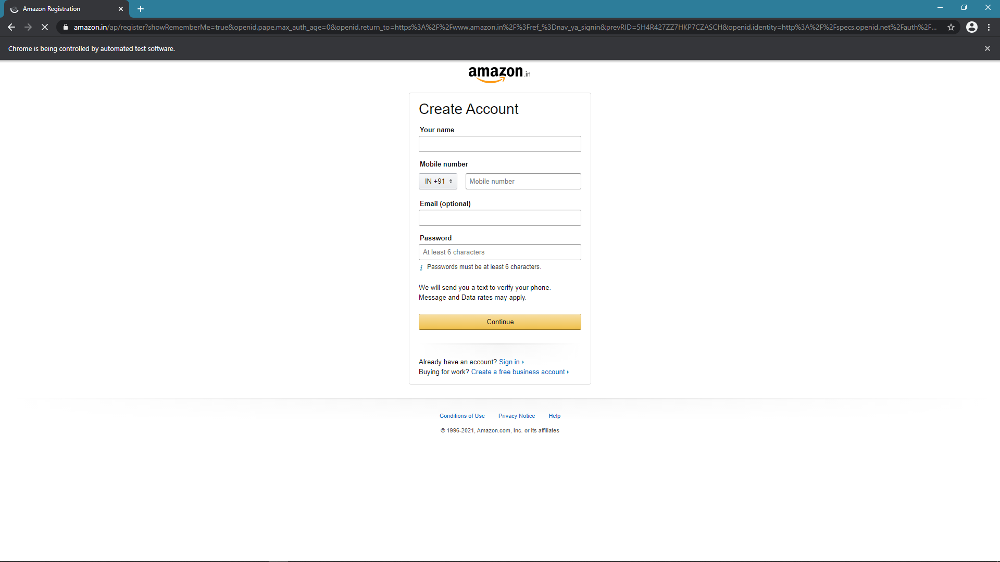 Amazon Registration
amazon.in/ap/register?showRememberMe=true&openid.pape.max_auth_age=0&openid.return_to=https%3A%2F%2Fwww.amazon.in%2F%3Fref_%3Dnav_ya_signin&prevRID=5H4R427ZZ7HKP7CZASCH&openid.identity=http%3A%2F%2Fspecs.openid.net%2Fauth%2F...
Chrome is being controlled by automated test software.
amazon.in
Create Account
Your name
Mobile number
IN +91 Mobile number
Email (optional)
Password
At least 6 characters
i Passwords must be at least 6 characters.
We will send you a text to verify your phone.
Message and Data rates may apply.
Continue
Already have an account? Sign in
Buying for work? Create a free business account
Conditions of Use Privacy Notice Help
© 1996-2021, Amazon.com, Inc. or its affiliates